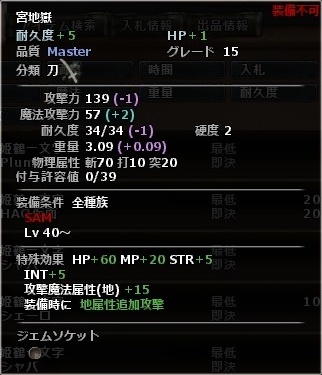 装備不可
宮地嶽
耐久度 +5 HP +1
品質 Master グレード 15
分類 刀
時間 入札
攻撃力 139 (-1)
魔法攻撃力 57 (+2)
耐久度 34/34 (-1) 硬度 2
重量 3.09 (+0.09)
物理属性 斬70 打10 突20
付与許容値 0/39
装備条件 全種族
SAM
Lv 40～
特殊効果 HP+60 MP+20 STR+5
INT+5
攻撃魔法属性(地) +15
装備時に 地属性追加攻撃
ジェムソケット